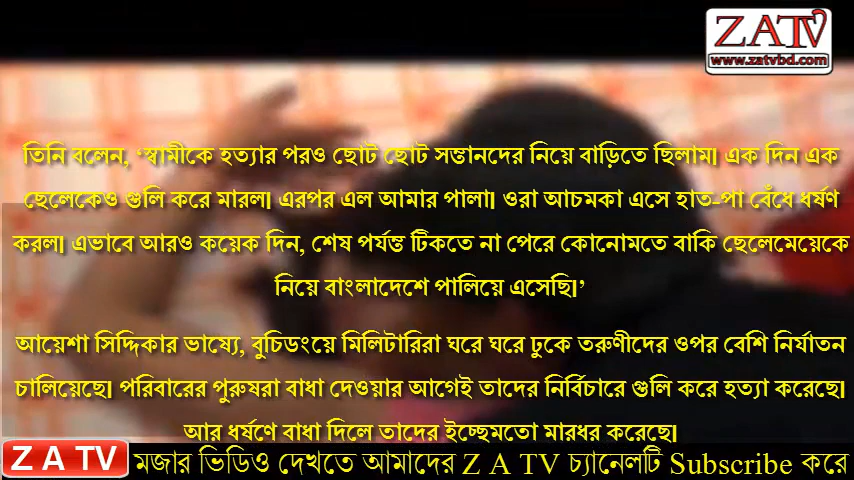 ZATV
www.zatvbd.com
তিনি বলেন, ‘স্বামীকে হত্যার পরও ছোট ছোট সন্তানদের নিয়ে বাড়িতে ছিলাম। এক দিন এক
ছেলেকেও গুলি করে মারল। এরপর এল আমার পালা। ওরা আচমকা এসে হাত-পা বেঁধে ধর্ষণ
করল। এভাবে আরও কয়েক দিন, শেষ পর্যন্ত টিকতে না পেরে কোনোমতে বাকি ছেলেমেয়েকে
নিয়ে বাংলাদেশে পালিয়ে এসেছি।’
আয়েশা সিদ্দিকার ভাষ্যে, বুচিডংয়ে মিলিটারিরা ঘরে ঘরে ঢুকে তরুণীদের ওপর বেশি নির্যাতন
চালিয়েছে। পরিবারের পুরুষরা বাধা দেওয়ার আগেই তাদের নির্বিচারে গুলি করে হত্যা করেছে।
আর ধর্ষণে বাধা দিলে তাদের ইচ্ছেমতো মারধর করেছে।
Z A TV মজার ভিডিও দেখতে আমাদের Z A TV চ্যানেলটি Subscribe করে